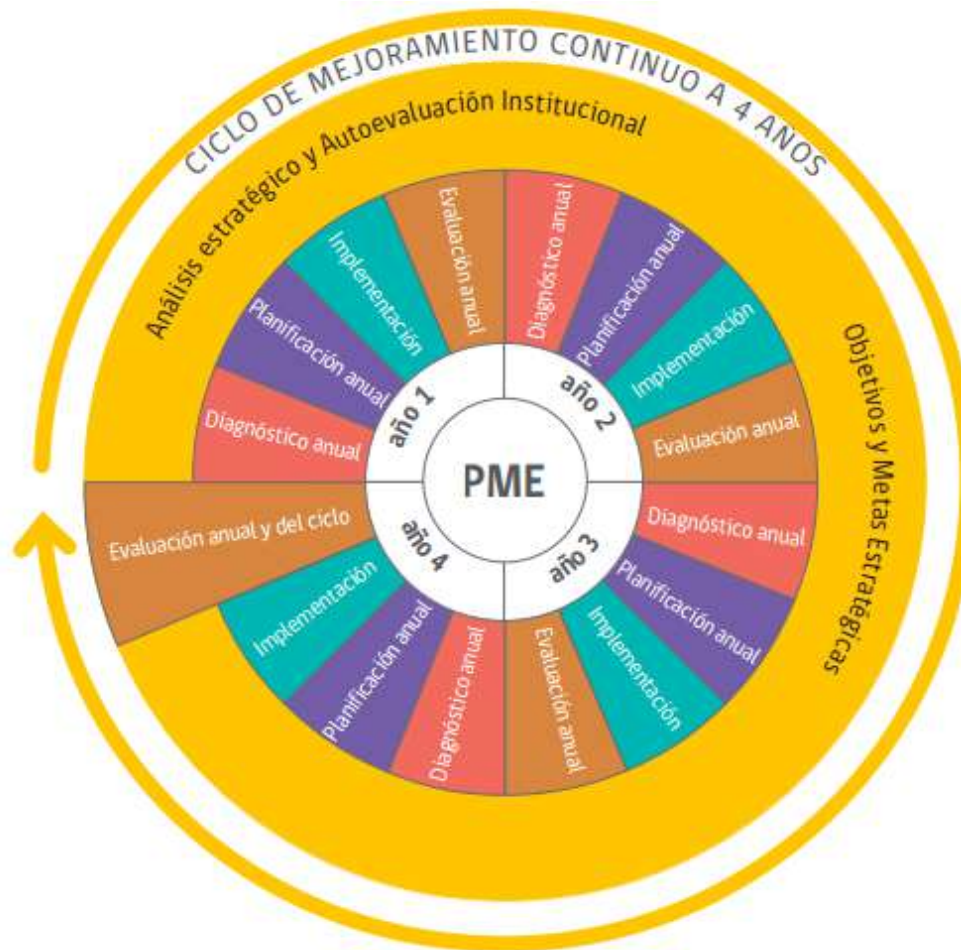 CICLO DE MEJORAMIENTO CONTINUO A 4 ANOS
Análisis estratégico y Autoevaluación Institucional
Objetivos y Metas Estratégicas
PME
año 1
Diagnóstico anual
Planificación anual
Implementación
Evaluación anual
año 2
Diagnóstico anual
Planificación anual
Implementación
Evaluación anual
año 3
Diagnóstico anual
Planificación anual
Implementación
Evaluación anual
año 4
Diagnóstico anual
Planificación anual
Implementación
Evaluación anual y del ciclo